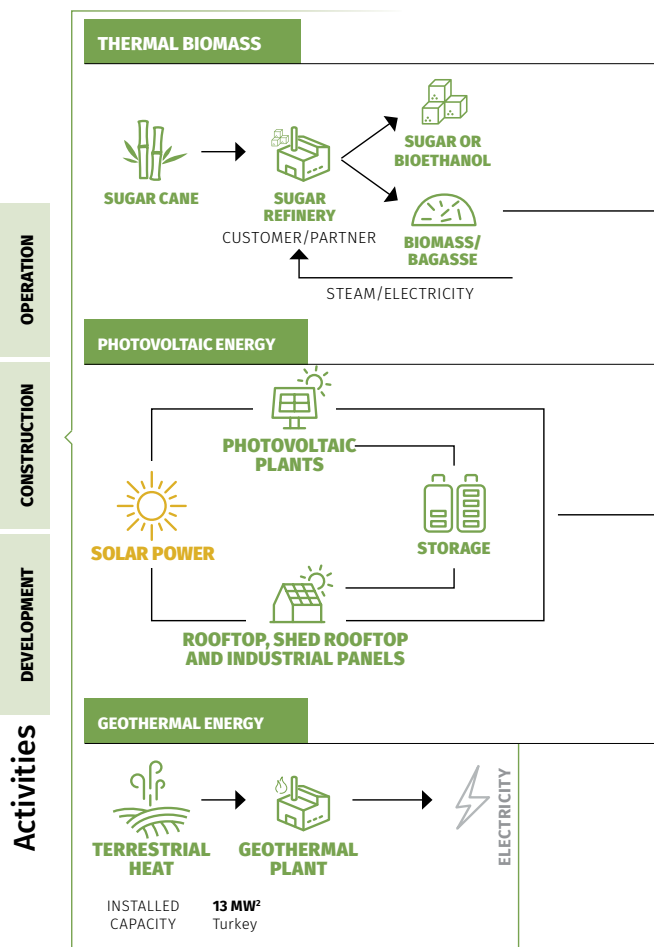 THERMAL BIOMASS
SUGAR CANE
SUGAR
REFINERY
CUSTOMER/PARTNER
SUGAR OR
BIOETHANOL
BIOMASS/
BAGASSE
STEAM/ELECTRICITY
PHOTOVOLTAIC ENERGY
PHOTOVOLTAIC
PLANTS
SOLAR POWER
STORAGE
ROOFTOP, SHED ROOFTOP
AND INDUSTRIAL PANELS
GEOTHERMAL ENERGY
TERRESTRIAL
HEAT
GEOTHERMAL
PLANT
ELECTRICITY
INSTALLED
CAPACITY
13 MW²
Turkey
OPERATION
CONSTRUCTION
DEVELOPMENT
Activities